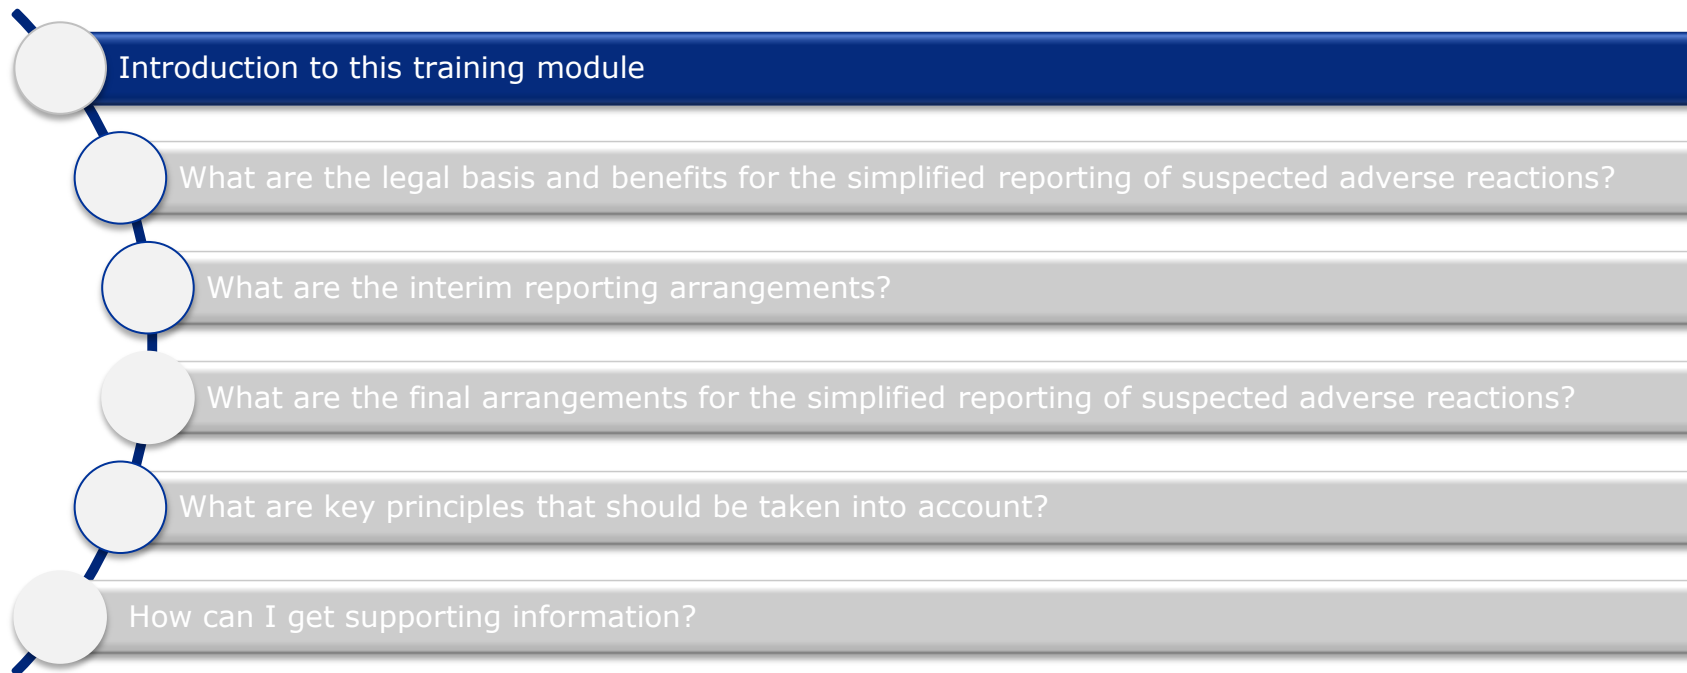 Introduction to this training module
What are the legal basis and benefits for the simplified reporting of suspected adverse reactions?
What are the interim reporting arrangements?
What are the final arrangements for the simplified reporting of suspected adverse reactions?
What are key principles that should be taken into account?
How can I get supporting information?